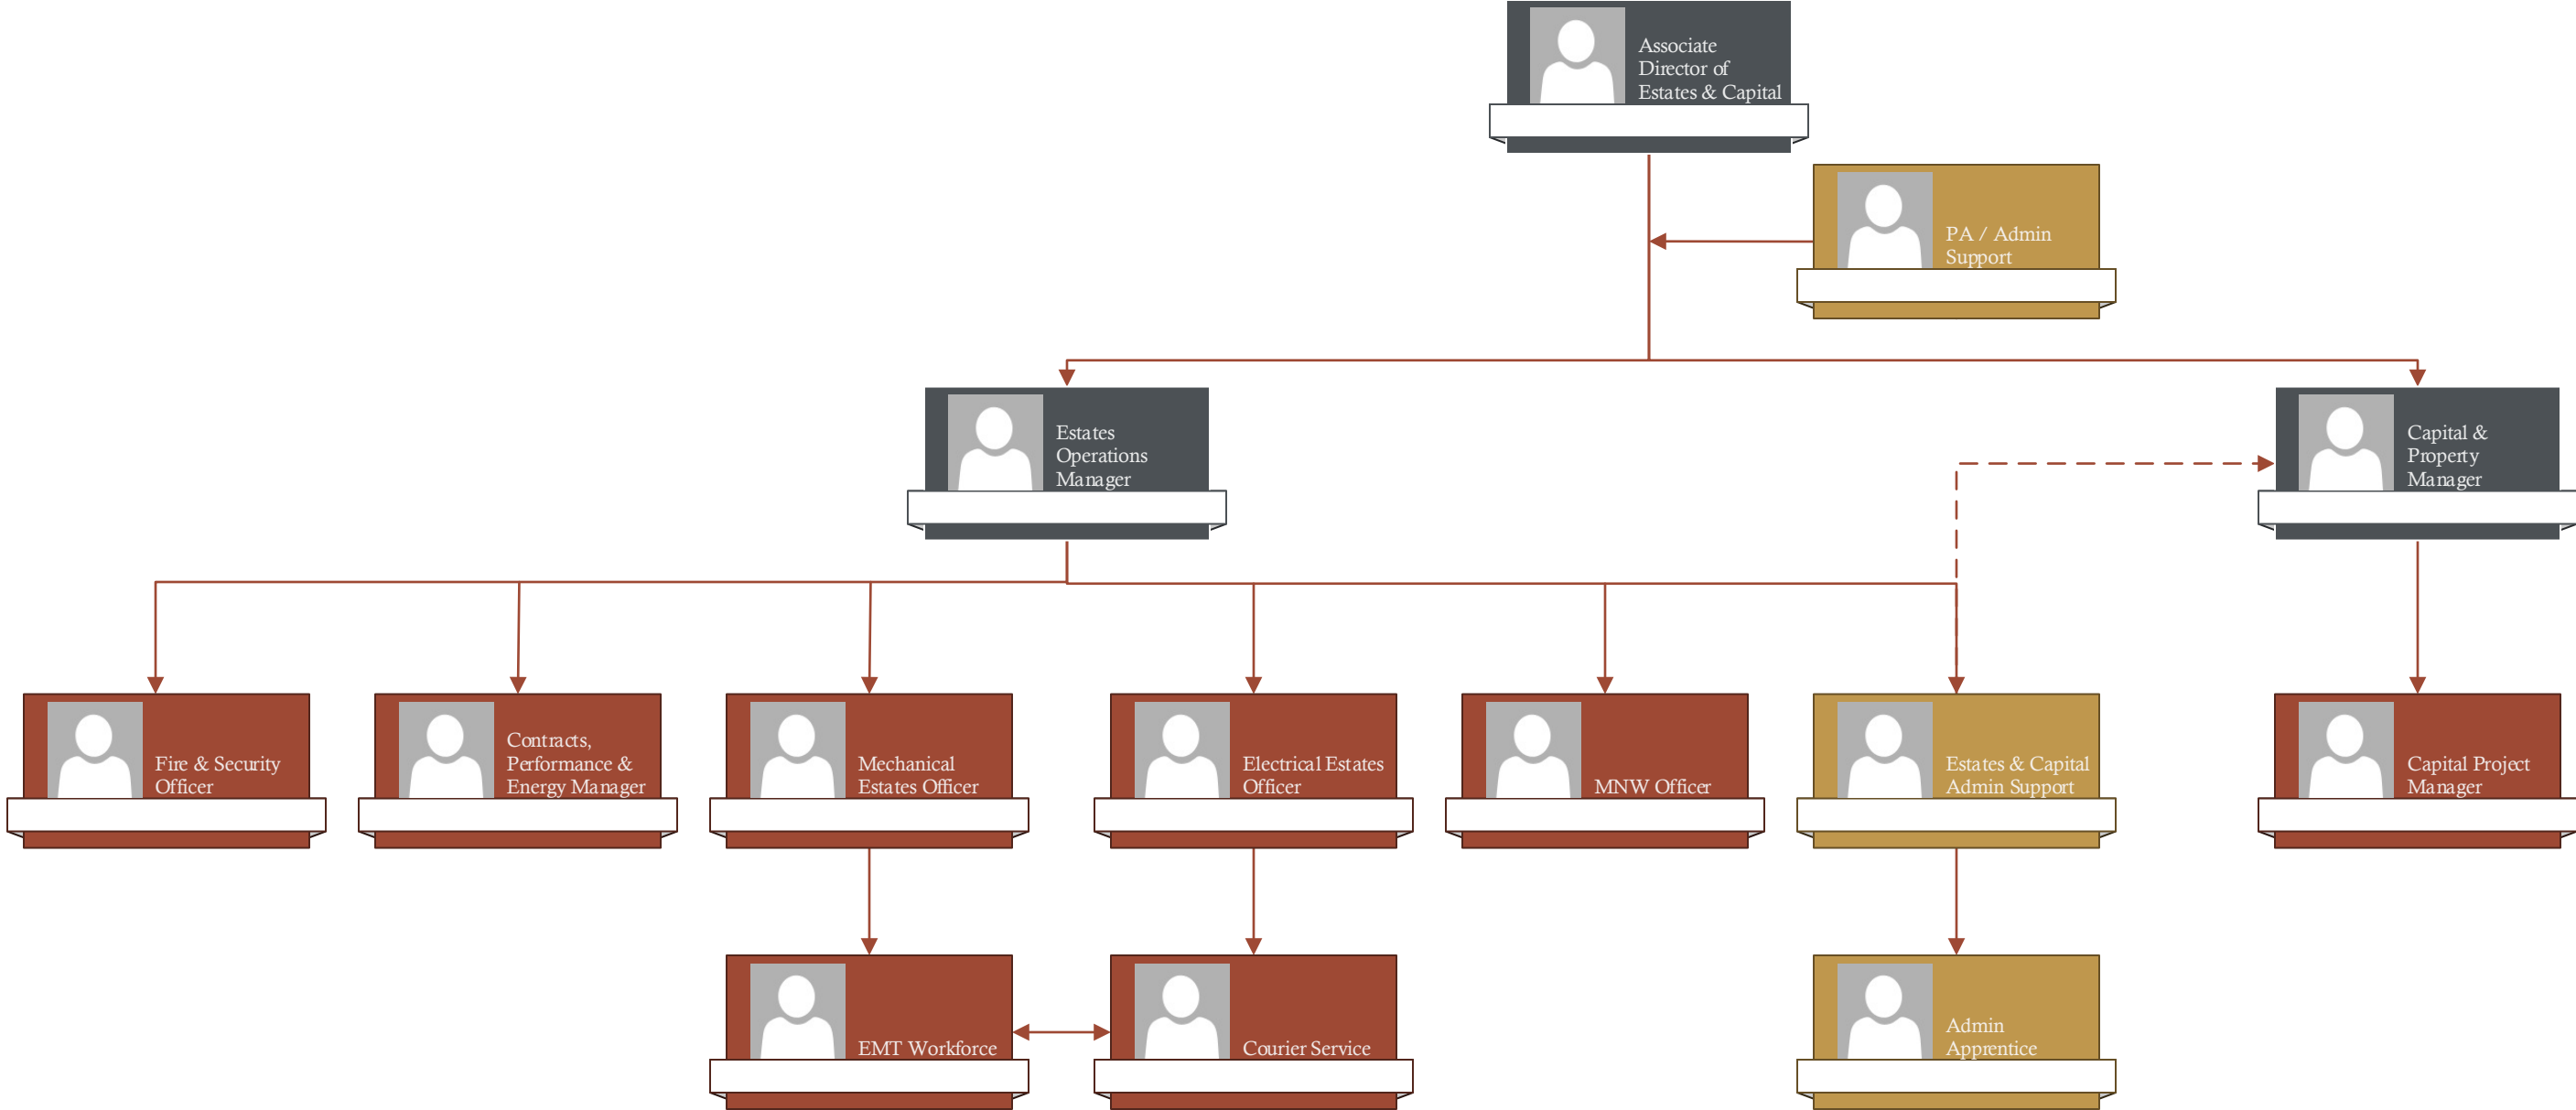 Associate
Director of
Estates & Capital
PA / Admin
Support
Estates
Operations
Manager
Capital &
Property
Manager
Fire & Security
Officer
Contracts,
Performance &
Energy Manager
Mechanical
Estates Officer
Electrical Estates
Officer
MNW Officer
Estates & Capital
Admin Support
Capital Project
Manager
EMT Workforce
Courier Service
Admin
Apprentice